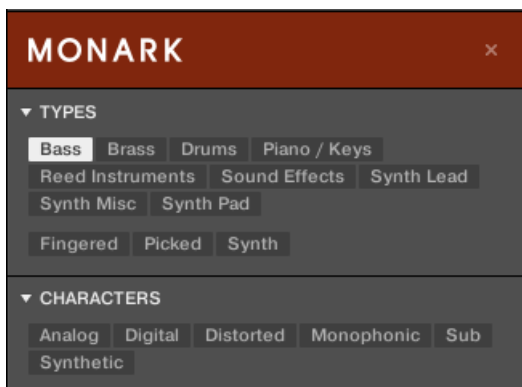 MONARK ×
▼ TYPES
Bass Brass Drums Piano / Keys
Reed Instruments Sound Effects Synth Lead
Synth Misc Synth Pad
Fingered Picked Synth
▼ CHARACTERS
Analog Digital Distorted Monophonic Sub
Synthetic